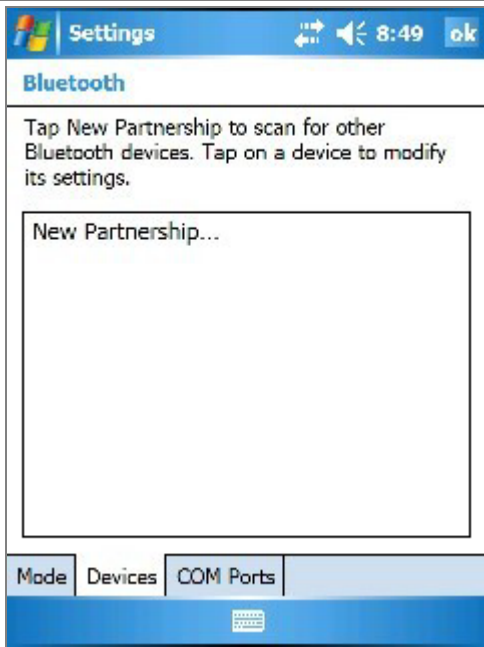 Settings 8:49 ok
Bluetooth
Tap New Partnership to scan for other
Bluetooth devices. Tap on a device to modify
its settings.
New Partnership...
Mode Devices COM Ports